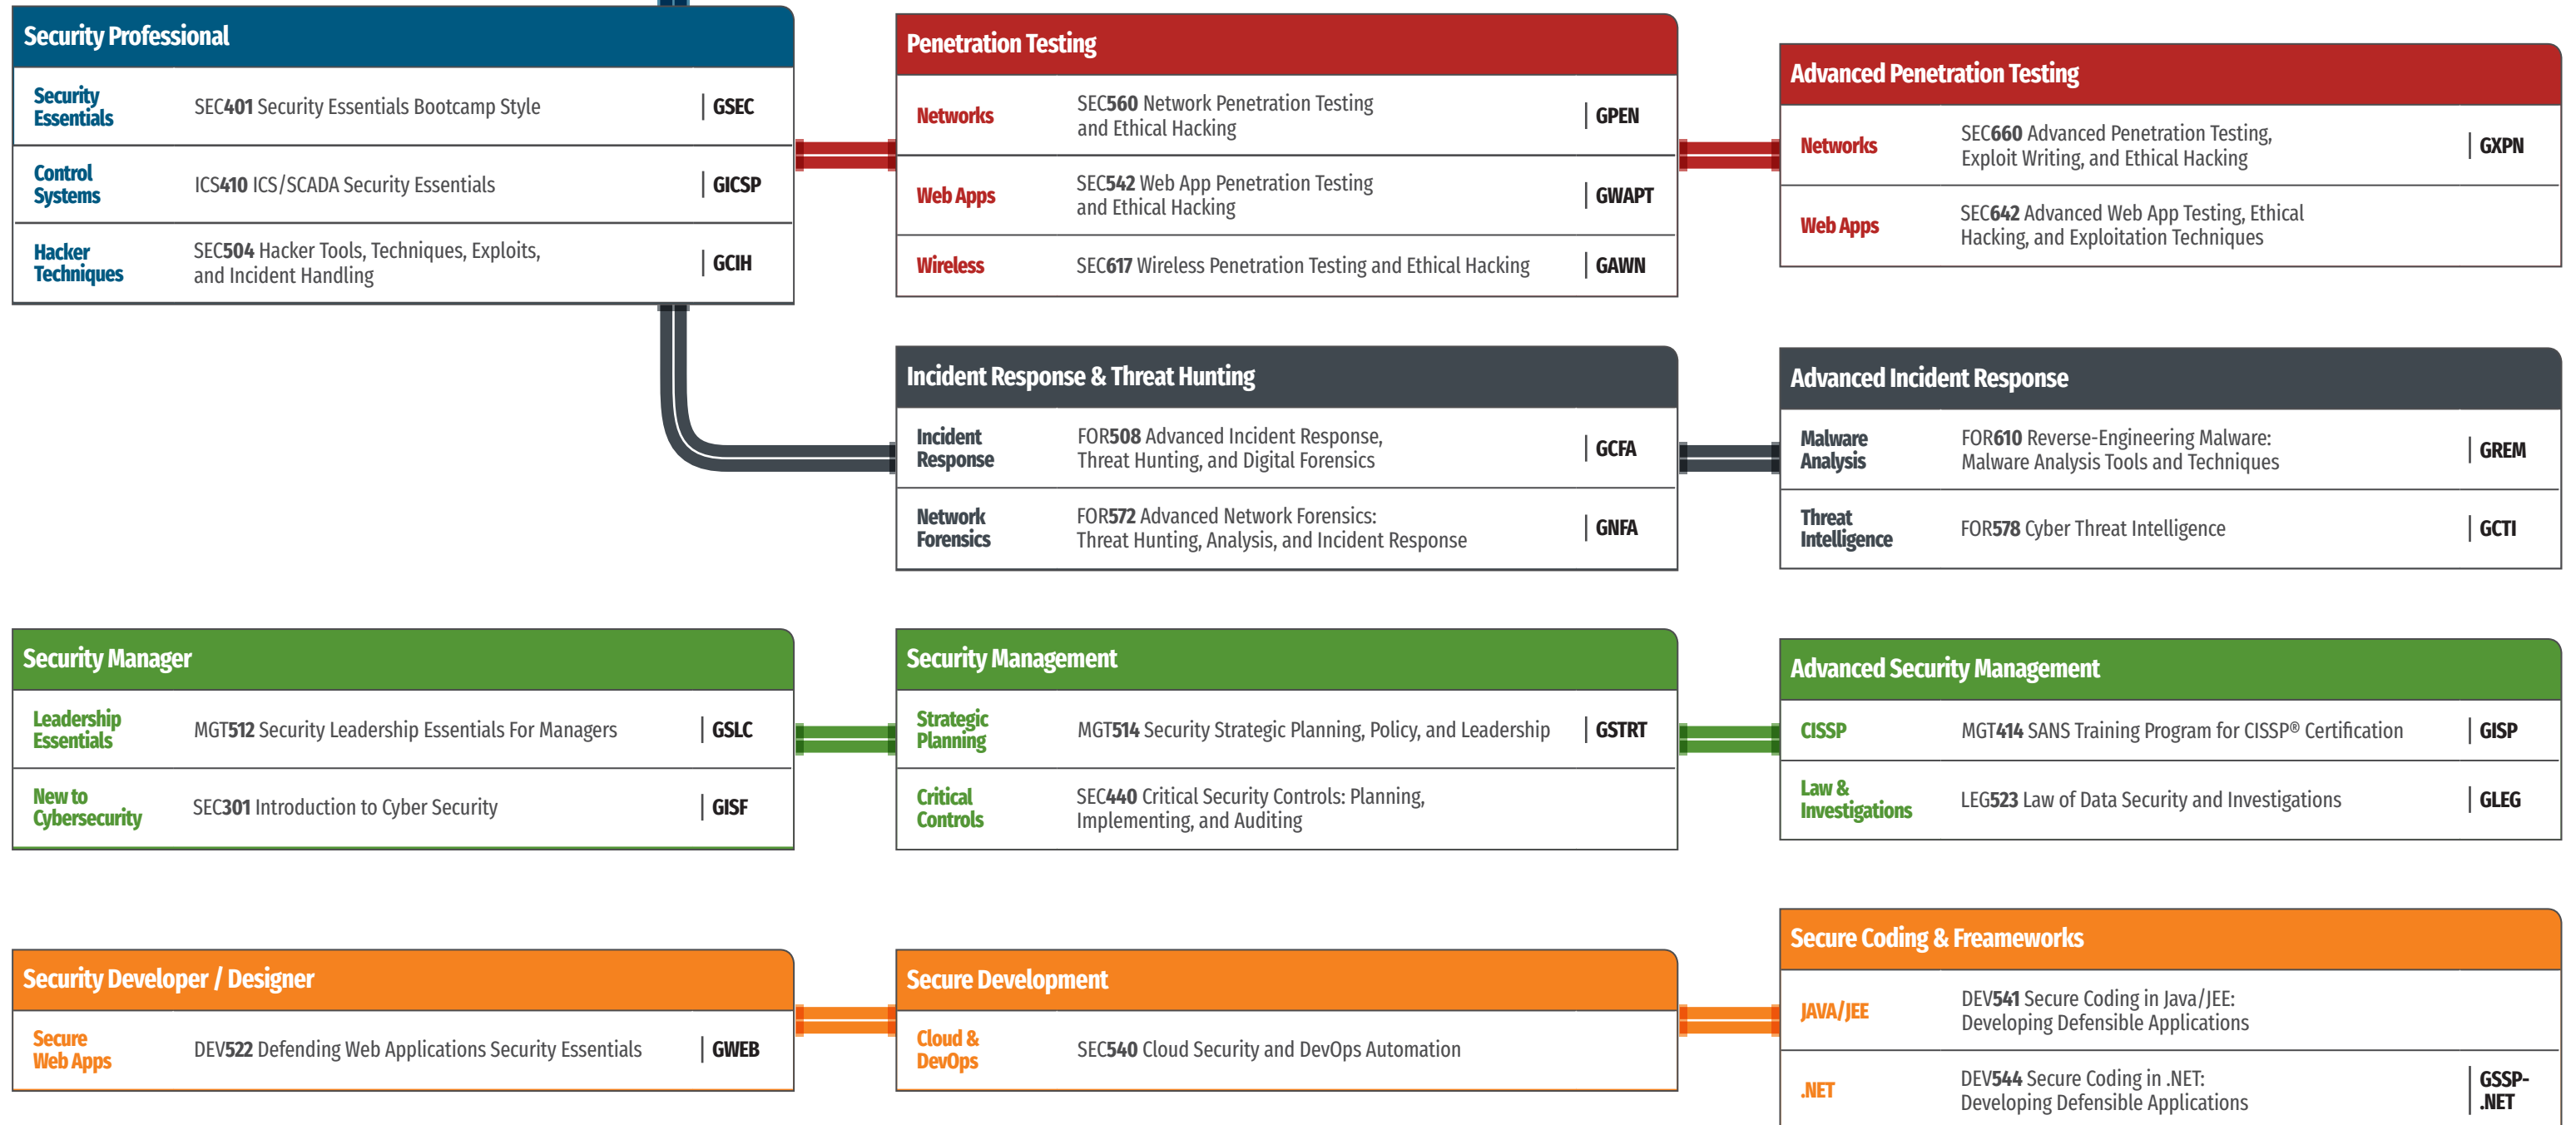 Security Professional
Security
Essentials
SEC401 Security Essentials Bootcamp Style
GSEC
Control
Systems
ICS410 ICS/SCADA Security Essentials
GICSP
Hacker
Techniques
SEC504 Hacker Tools, Techniques, Exploits,
and Incident Handling
GCIH
Penetration Testing
Networks
SEC560 Network Penetration Testing
and Ethical Hacking
GPEN
Web Apps
SEC542 Web App Penetration Testing
and Ethical Hacking
GWAPT
Wireless
SEC617 Wireless Penetration Testing and Ethical Hacking
GAWN
Advanced Penetration Testing
Networks
SEC660 Advanced Penetration Testing,
Exploit Writing, and Ethical Hacking
GXPN
Web Apps
SEC642 Advanced Web App Testing, Ethical
Hacking, and Exploitation Techniques
Incident Response & Threat Hunting
Incident
Response
FOR508 Advanced Incident Response,
Threat Hunting, and Digital Forensics
GCFA
Network
Forensics
FOR572 Advanced Network Forensics:
Threat Hunting, Analysis, and Incident Response
GNFA
Advanced Incident Response
Malware
Analysis
FOR610 Reverse-Engineering Malware:
Malware Analysis Tools and Techniques
GREM
Threat
Intelligence
FOR578 Cyber Threat Intelligence
GCTI
Security Manager
Leadership
Essentials
MGT512 Security Leadership Essentials For Managers
GSLC
New to
Cybersecurity
SEC301 Introduction to Cyber Security
GISF
Security Management
Strategic
Planning
MGT514 Security Strategic Planning, Policy, and Leadership
GSTRT
Critical
Controls
SEC440 Critical Security Controls: Planning,
Implementing, and Auditing
Advanced Security Management
CISSP
MGT414 SANS Training Program for CISSP® Certification
GISP
Law &
Investigations
LEG523 Law of Data Security and Investigations
GLEG
Security Developer / Designer
Secure
Web Apps
DEV522 Defending Web Applications Security Essentials
GWEB
Secure Development
Cloud &
DevOps
SEC540 Cloud Security and DevOps Automation
Secure Coding & Freameworks
JAVA/JEE
DEV541 Secure Coding in Java/JEE:
Developing Defensible Applications
.NET
DEV544 Secure Coding in .NET:
Developing Defensible Applications
GSSP-
.NET